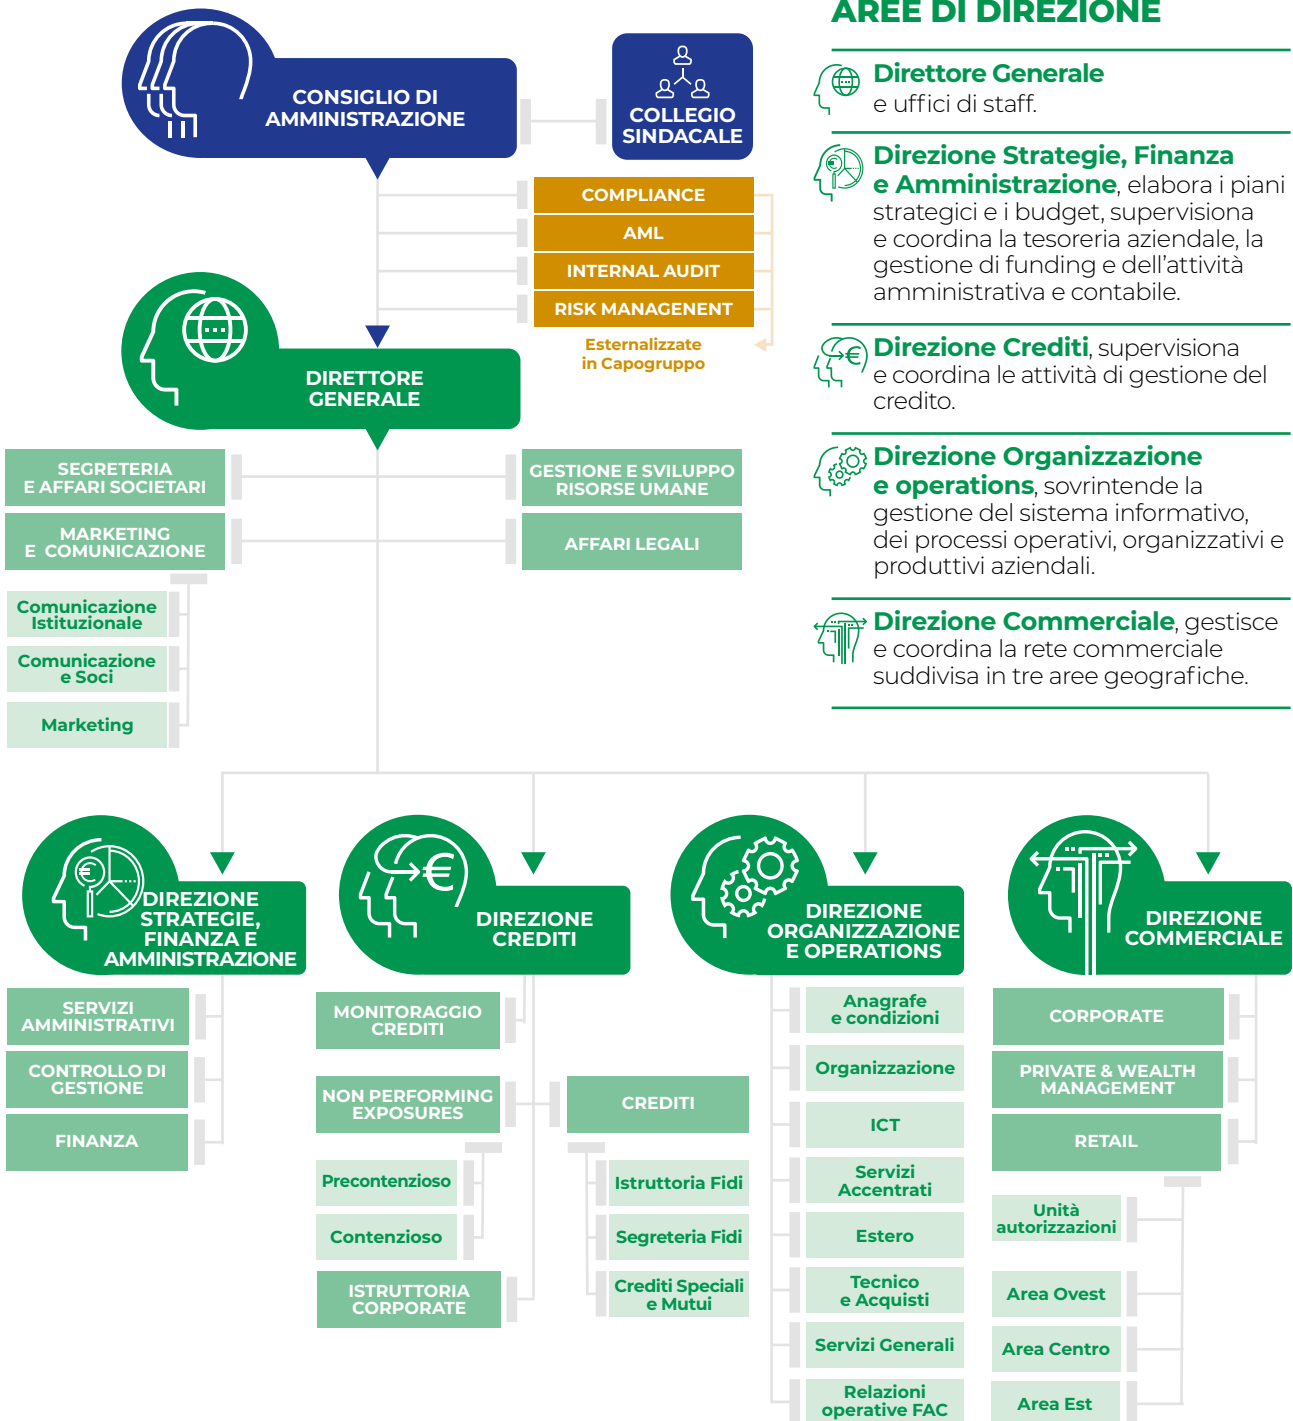 CONSIGLIO DI
AMMINISTRAZIONE
COLLEGIO
SINDACALE
COMPLIANCE
AML
INTERNAL AUDIT
RISK MANAGENENT
Esternalizzate
in Capogruppo
DIRETTORE
GENERALE
SEGRETERIA
E AFFARI SOCIETARI
GESTIONE E SVILUPPO
RISORSE UMANE
MARKETING
E COMUNICAZIONE
AFFARI LEGALI
Comunicazione
Istituzionale
Comunicazione
e Soci
Marketing
AREE DI DIREZIONE
Direttore Generale
e uffici di staff.
Direzione Strategie, Finanza
e Amministrazione, elabora i piani
strategici e i budget, supervisiona
e coordina la tesoreria aziendale, la
gestione di funding e dell’attività
amministrativa e contabile.
Direzione Crediti, supervisiona
e coordina le attività di gestione del
credito.
Direzione Organizzazione
e operations, sovrintende la
gestione del sistema informativo,
dei processi operativi, organizzativi e
produttivi aziendali.
Direzione Commerciale, gestisce
e coordina la rete commerciale
suddivisa in tre aree geografiche.
DIREZIONE
STRATEGIE,
FINANZA E
AMMINISTRAZIONE
SERVIZI
AMMINISTRATIVI
CONTROLLO DI
GESTIONE
FINANZA
DIREZIONE
CREDITI
MONITORAGGIO
CREDITI
NON PERFORMING
EXPOSURES
CREDITI
Precontenzioso
Contenzioso
ISTRUTTORIA
CORPORATE
Istruttoria Fidi
Segreteria Fidi
Crediti Speciali
e Mutui
DIREZIONE
ORGANIZZAZIONE
E OPERATIONS
Anagrafe
e condizioni
Organizzazione
ICT
Servizi
Accentrati
Estero
Tecnico
e Acquisti
Servizi Generali
Relazioni
operative FAC
DIREZIONE
COMMERCIALE
CORPORATE
PRIVATE & WEALTH
MANAGEMENT
RETAIL
Unità
autorizzazioni
Area Ovest
Area Centro
Area Est